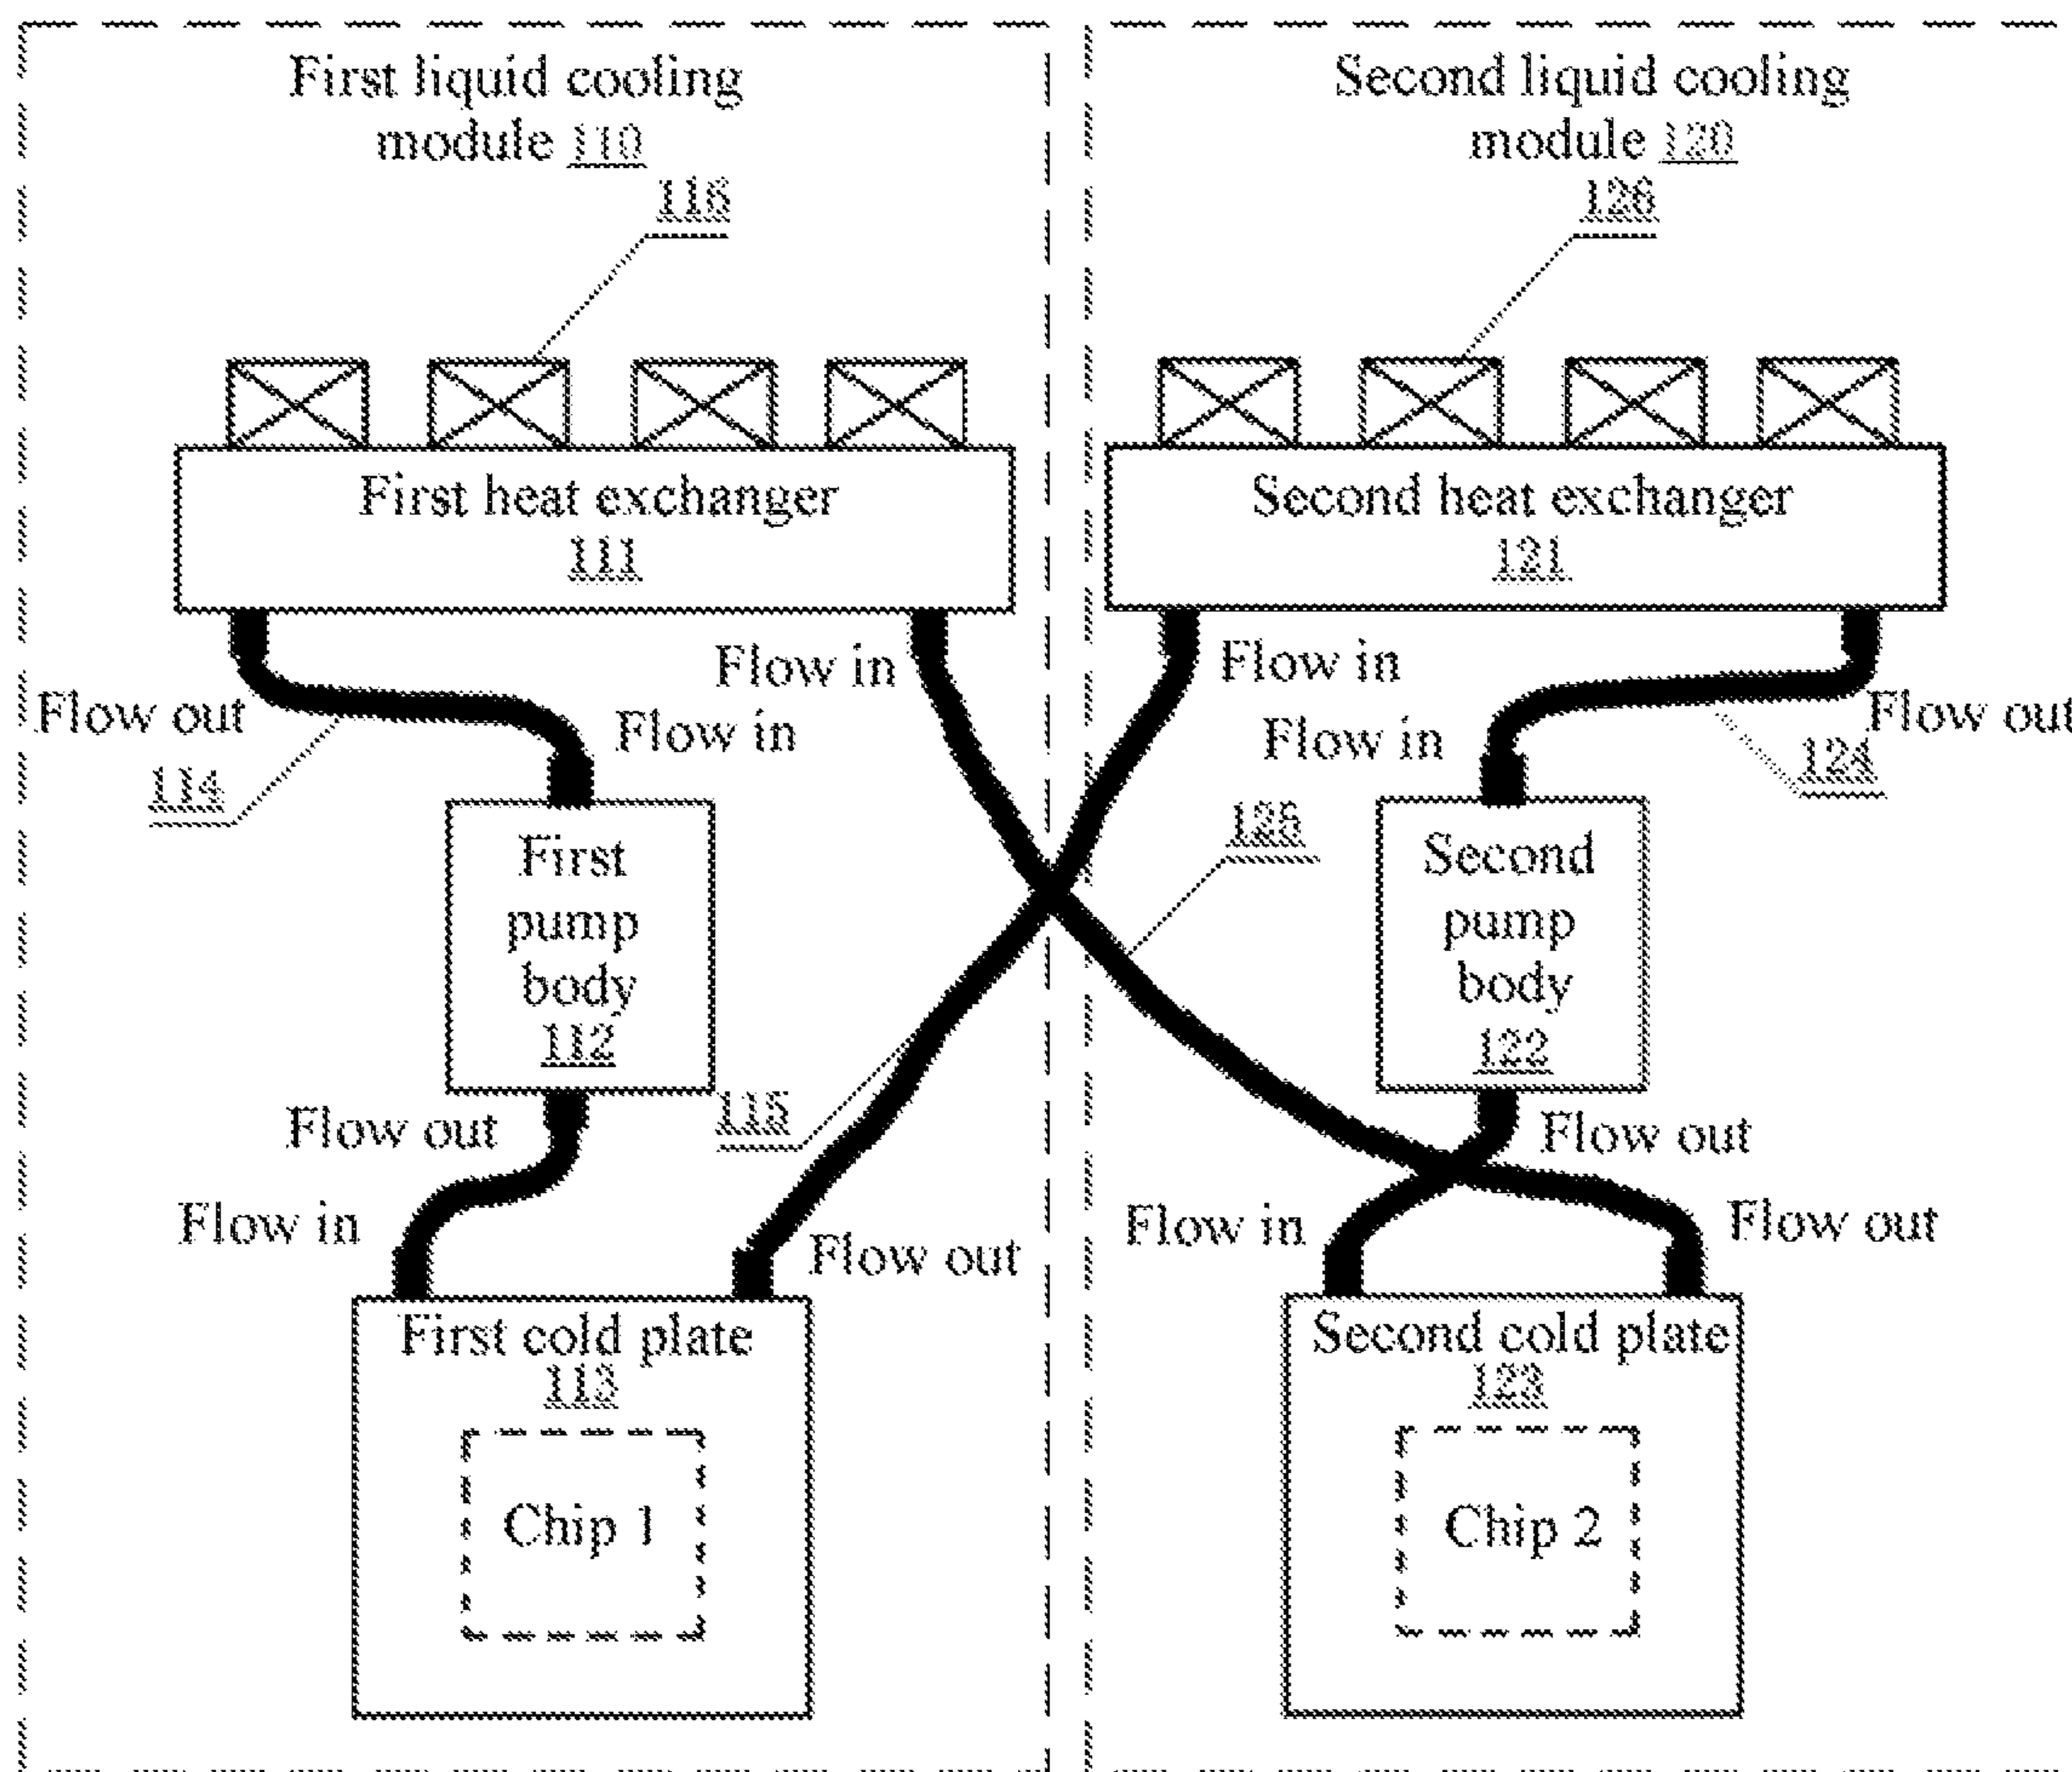 First liquid cooling
module 110
116
Second liquid cooling
module 120
126
First heat exchanger
111
Second heat exchanger
121
Flow out
Flow in
Flow in
Flow in
Flow in
Flow out
114
124
125
First
pump
body
112
Second
pump
body
122
115
Flow out
Flow in
Flow out
Flow out
Flow in
Flow out
First cold plate
113
Chip 1
Second cold plate
123
Chip 2